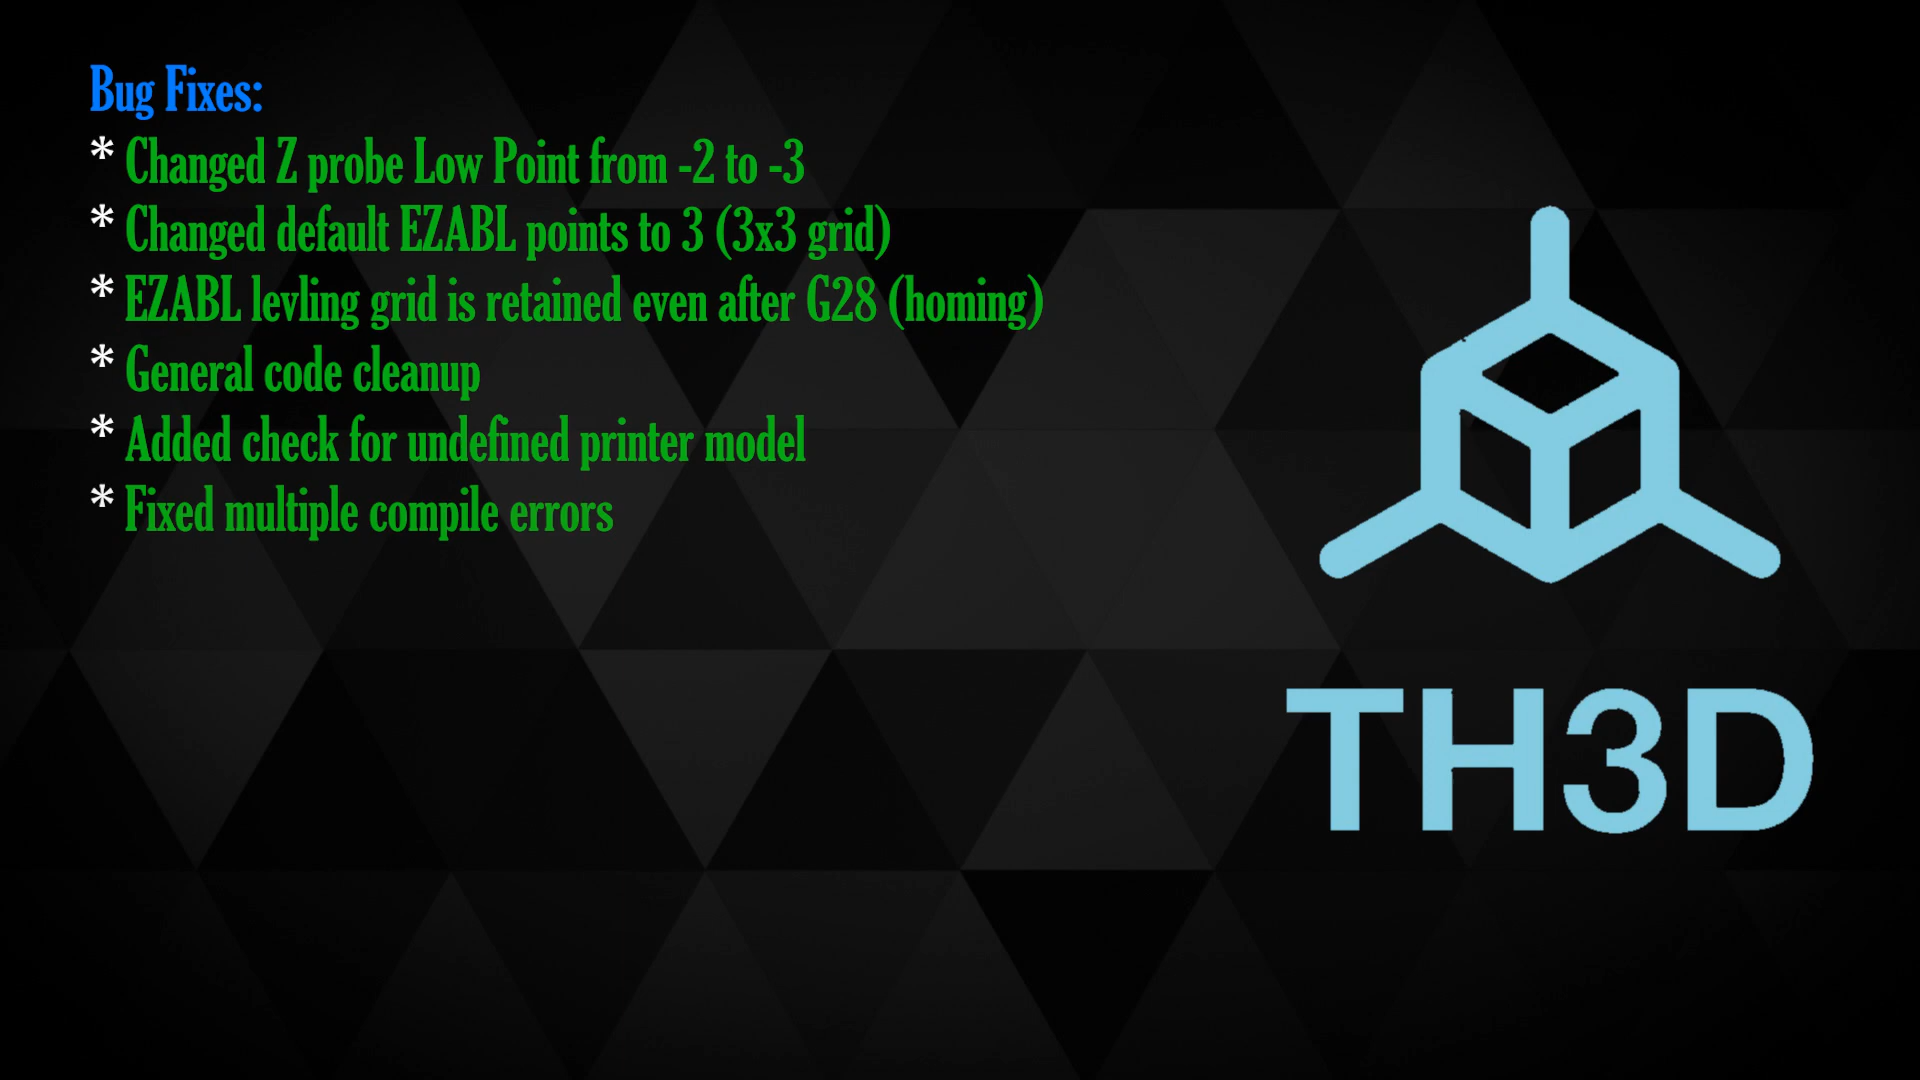 Bug Fixes:
* Changed Z probe Low Point from -2 to -3
* Changed default EZABL points to 3 (3x3 grid)
* EZABL levling grid is retained even after G28 (homing)
* General code cleanup
* Added check for undefined printer model
* Fixed multiple compile errors
TH3D